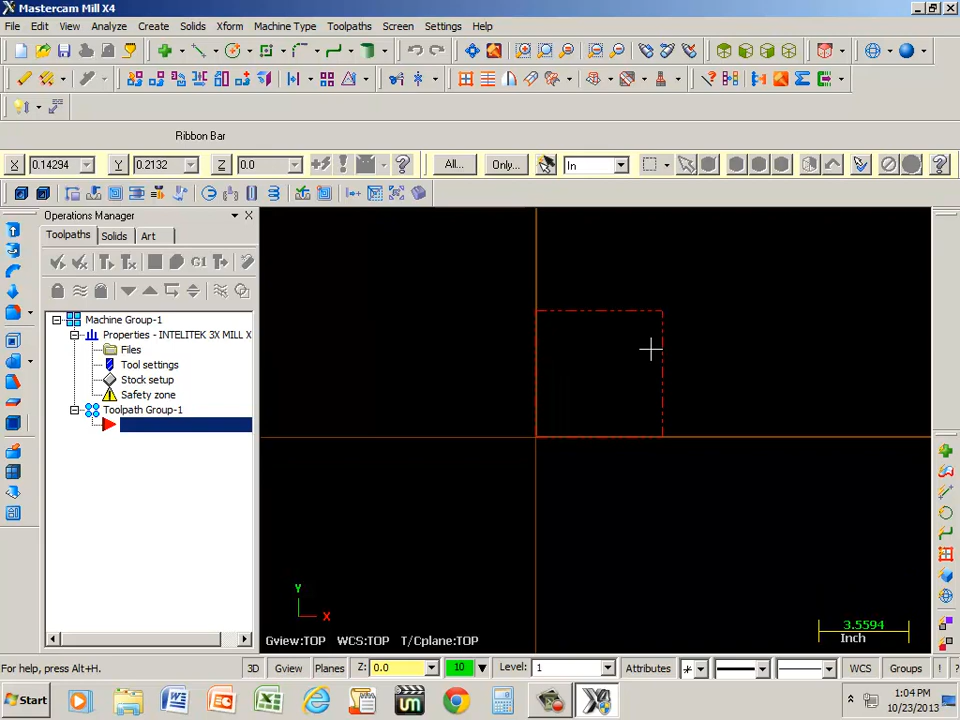 Mastercam Mill X4
File Edit View Analyze Create Solids Xform Machine Type Toolpaths Screen Settings Help
Ribbon Bar
X 0.14294 Y 0.2132 Z 0.0 All... Only... In
Operations Manager
Toolpaths Solids Art
G1
Machine Group-1
Properties - INTELITEK 3X MILL X
Files
Tool settings
Stock setup
Safety zone
Toolpath Group-1
Y
X
Gview:TOP WCS:TOP T/Cplane:TOP
3.5594
Inch
For help, press Alt+H. 3D Gview Planes Z: 0.0 10 Level: 1 Attributes WCS Groups ! ?
Start 1:04 PM
10/23/2013